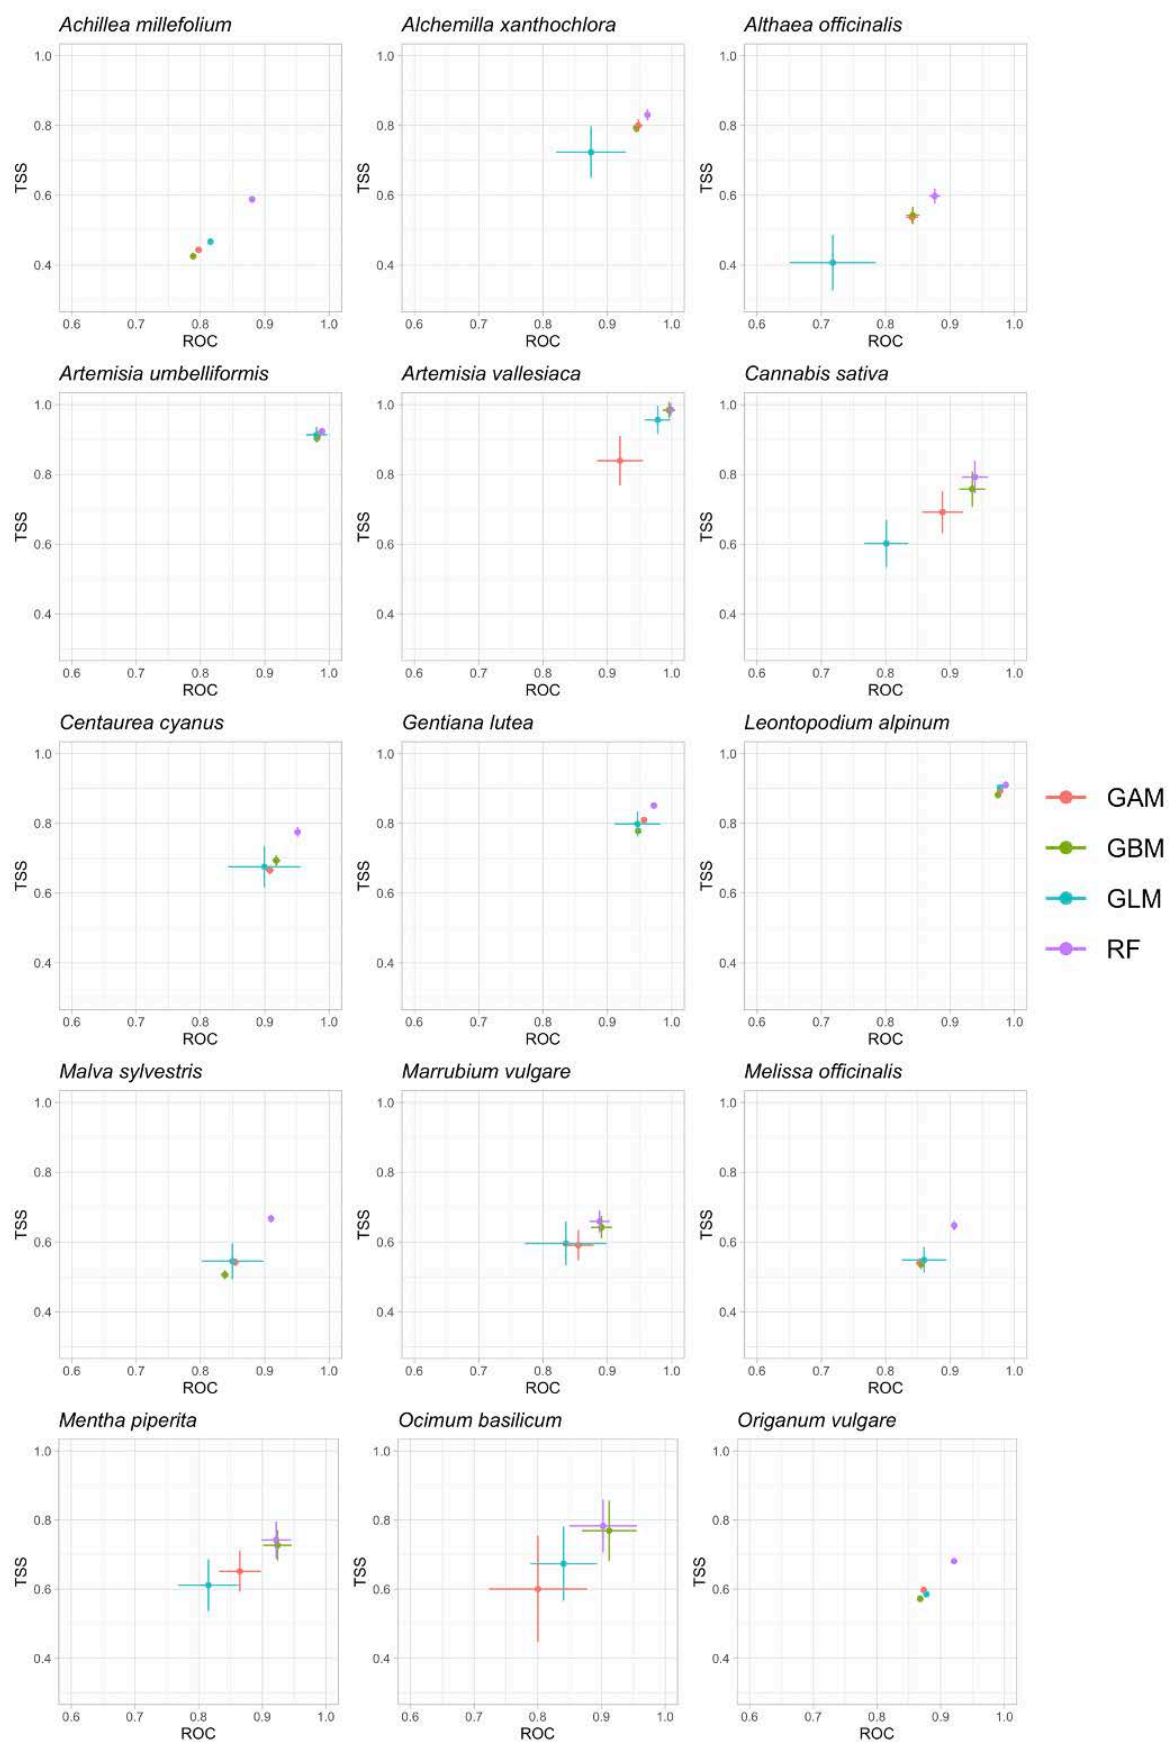 Achillea millefolium
Alchemilla xanthochlora
Althaea officinalis
1.0
0.8
0.6
0.4
TSS
0.6 0.7 0.8 0.9 1.0
ROC
1.0
0.8
0.6
0.4
TSS
0.6 0.7 0.8 0.9 1.0
ROC
1.0
0.8
0.6
0.4
TSS
0.6 0.7 0.8 0.9 1.0
ROC
Artemisia umbelliformis
Artemisia vallesiaca
Cannabis sativa
1.0
0.8
0.6
0.4
TSS
0.6 0.7 0.8 0.9 1.0
ROC
1.0
0.8
0.6
0.4
TSS
0.6 0.7 0.8 0.9 1.0
ROC
1.0
0.8
0.6
0.4
TSS
0.6 0.7 0.8 0.9 1.0
ROC
Centaurea cyanus
Gentiana lutea
Leontopodium alpinum
1.0
0.8
0.6
0.4
TSS
0.6 0.7 0.8 0.9 1.0
ROC
1.0
0.8
0.6
0.4
TSS
0.6 0.7 0.8 0.9 1.0
ROC
1.0
0.8
0.6
0.4
TSS
0.6 0.7 0.8 0.9 1.0
ROC
GAM
GBM
GLM
RF
Malva sylvestris
Marrubium vulgare
Melissa officinalis
1.0
0.8
0.6
0.4
TSS
0.6 0.7 0.8 0.9 1.0
ROC
1.0
0.8
0.6
0.4
TSS
0.6 0.7 0.8 0.9 1.0
ROC
1.0
0.8
0.6
0.4
TSS
0.6 0.7 0.8 0.9 1.0
ROC
Mentha piperita
Ocimum basilicum
Origanum vulgare
1.0
0.8
0.6
0.4
TSS
0.6 0.7 0.8 0.9 1.0
ROC
1.0
0.8
0.6
0.4
TSS
0.6 0.7 0.8 0.9 1.0
ROC
1.0
0.8
0.6
0.4
TSS
0.6 0.7 0.8 0.9 1.0
ROC